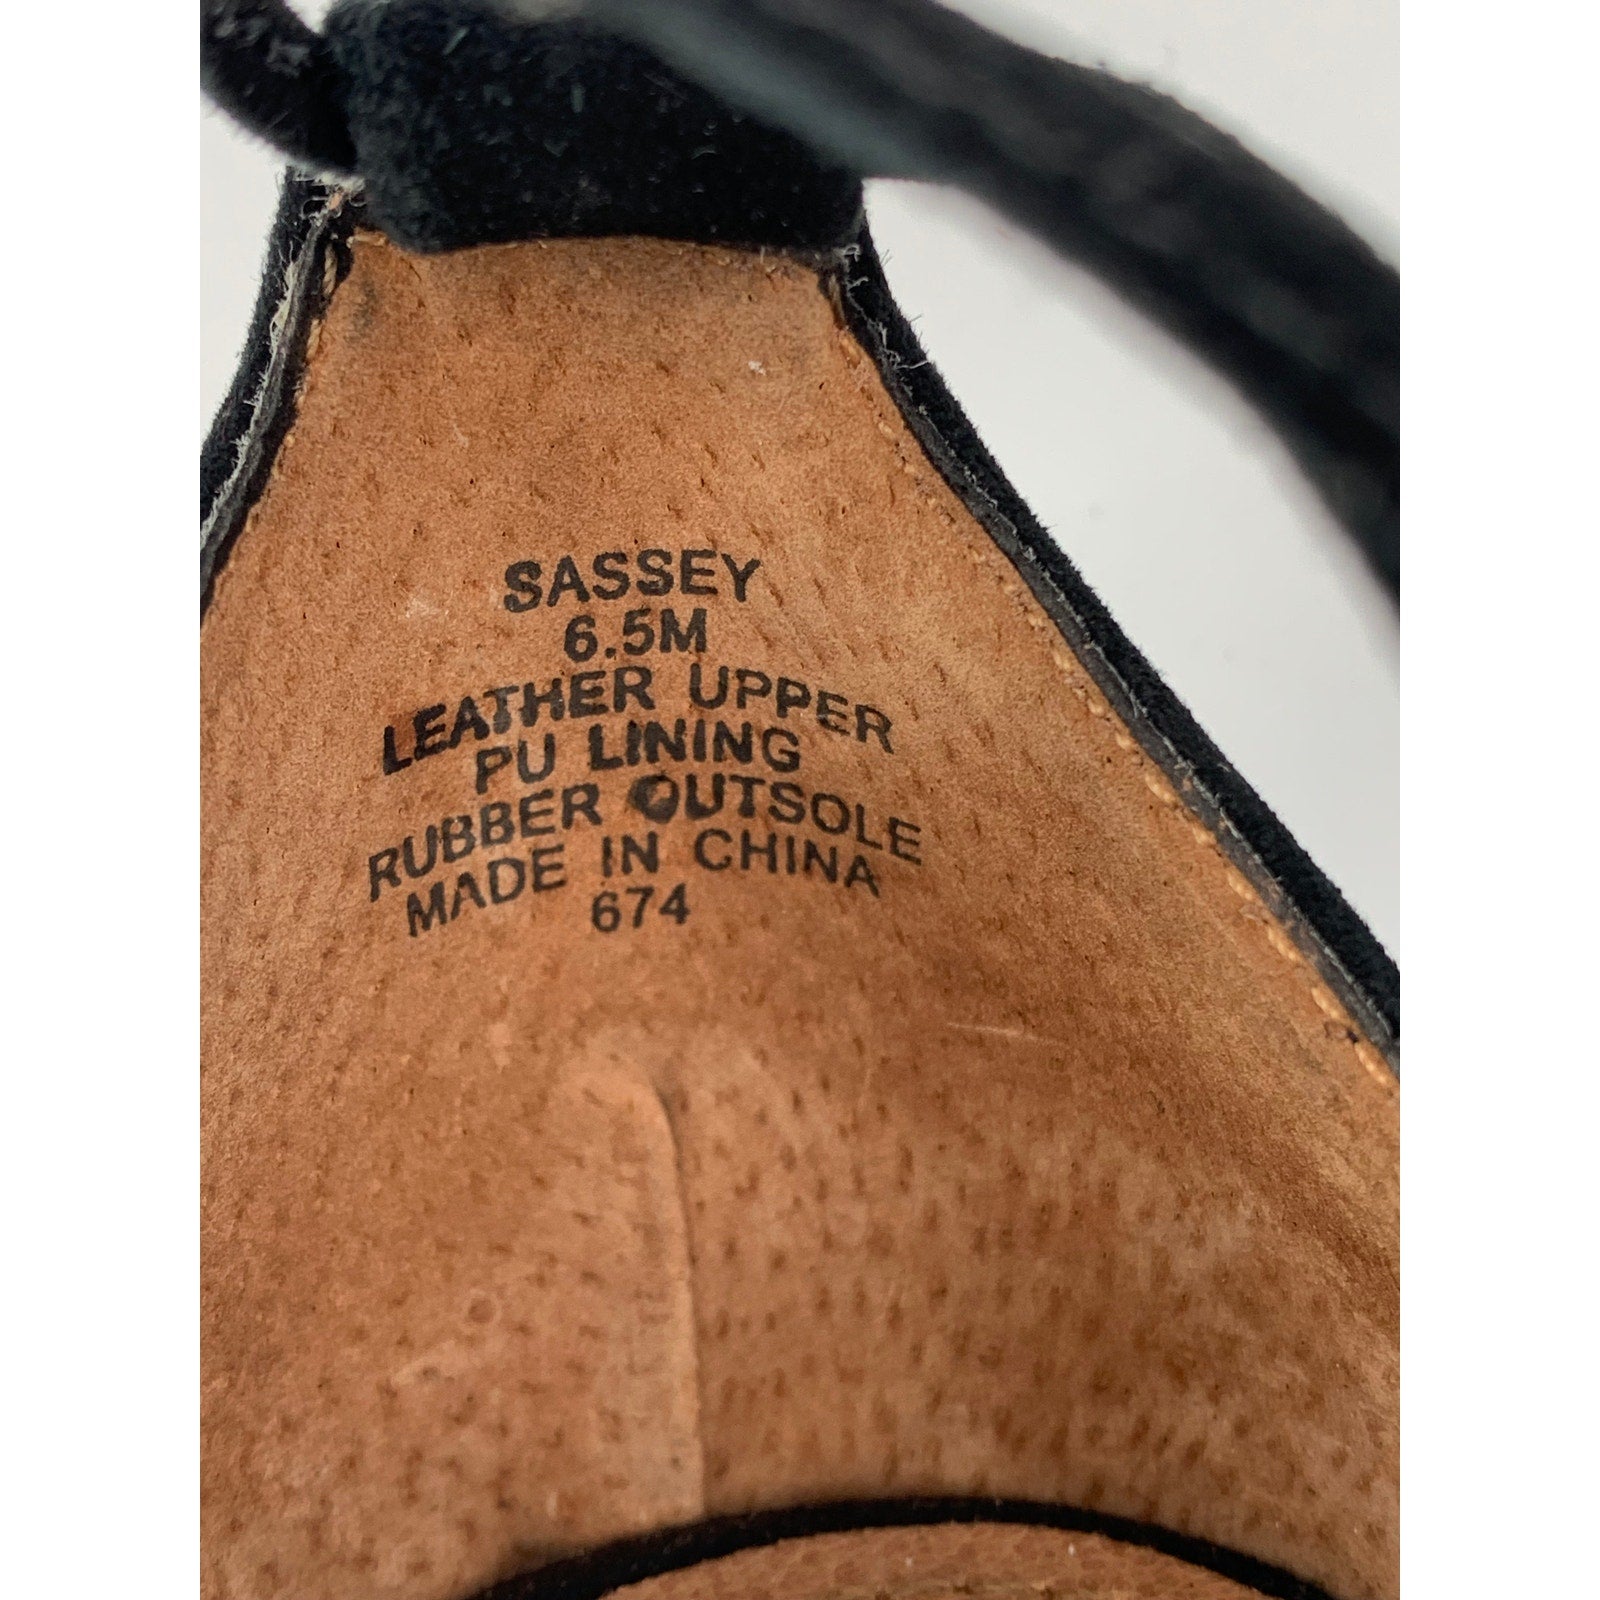 SASSEY
6.5M
LEATHER UPPER
PU LINING
RUBBER OUTSOLE
MADE IN CHINA
674